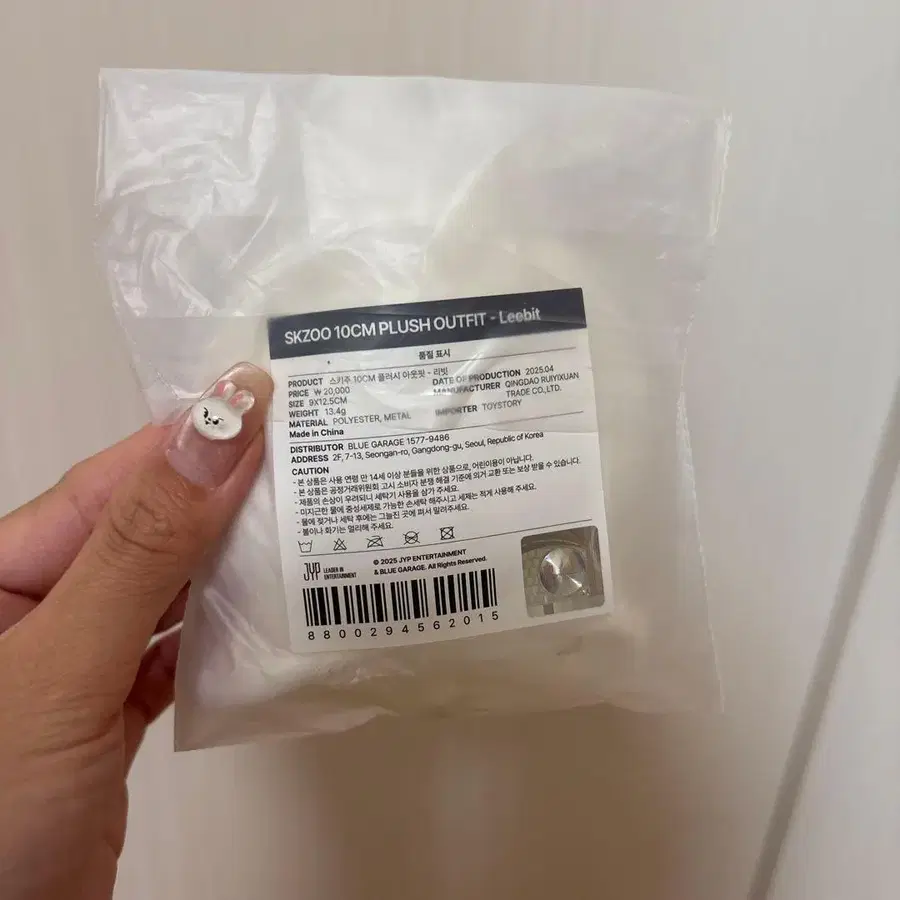 SKZOO 10CM PLUSH OUTFIT - Leebit
품질 표시
PRODUCT 스키주 10CM 플러시 아웃핏 - 리빗
PRICE ₩ 20,000
SIZE 9X12.5CM
WEIGHT 13.4g
MATERIAL POLYESTER, METAL
Made in China
DATE OF PRODUCTION 2025.04
MANUFACTURER QINGDAO RUIYIXUAN
TRADE CO.,LTD.
IMPORTER TOYSTORY
DISTRIBUTOR BLUE GARAGE 1577-9486
ADDRESS 2F, 7-13, Seongan-ro, Gangdong-gu, Seoul, Republic of Korea
CAUTION
- 본 상품은 사용 연령 만 14세 이상 분들을 위한 상품으로, 어린이용이 아닙니다.
- 본 상품은 공정거래위원회 고시 소비자 분쟁 해결 기준에 의거 교환 또는 보상 받을 수 있습니다.
- 제품의 손상이 우려되니 세탁기 사용을 삼가 주세요.
- 미지근한 물에 중성세제로 가능한 손세탁 해주시고 세제는 적게 사용해 주세요.
- 물에 젖거나 세탁 후에는 그늘진 곳에 펴서 말려주세요.
- 불이나 화기는 멀리해 주세요.
JYP LEADER IN
ENTERTAINMENT
© 2025 JYP ENTERTAINMENT
& BLUE GARAGE. All Rights Reserved.
8800294562015